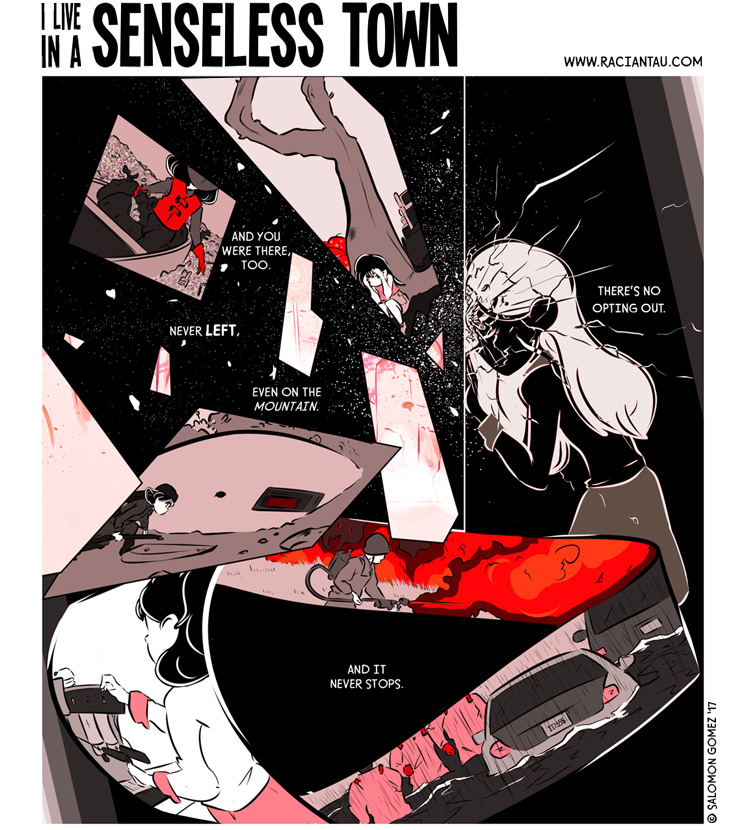 I LIVE
IN A SENSELESS TOWN
WWW.RACIANTAU.COM
AND YOU
WERE THERE,
TOO.
NEVER LEFT,
EVEN ON THE
MOUNTAIN.
THERE'S NO
OPTING OUT.
AND IT
NEVER STOPS.
© SALOMON GOMEZ '17